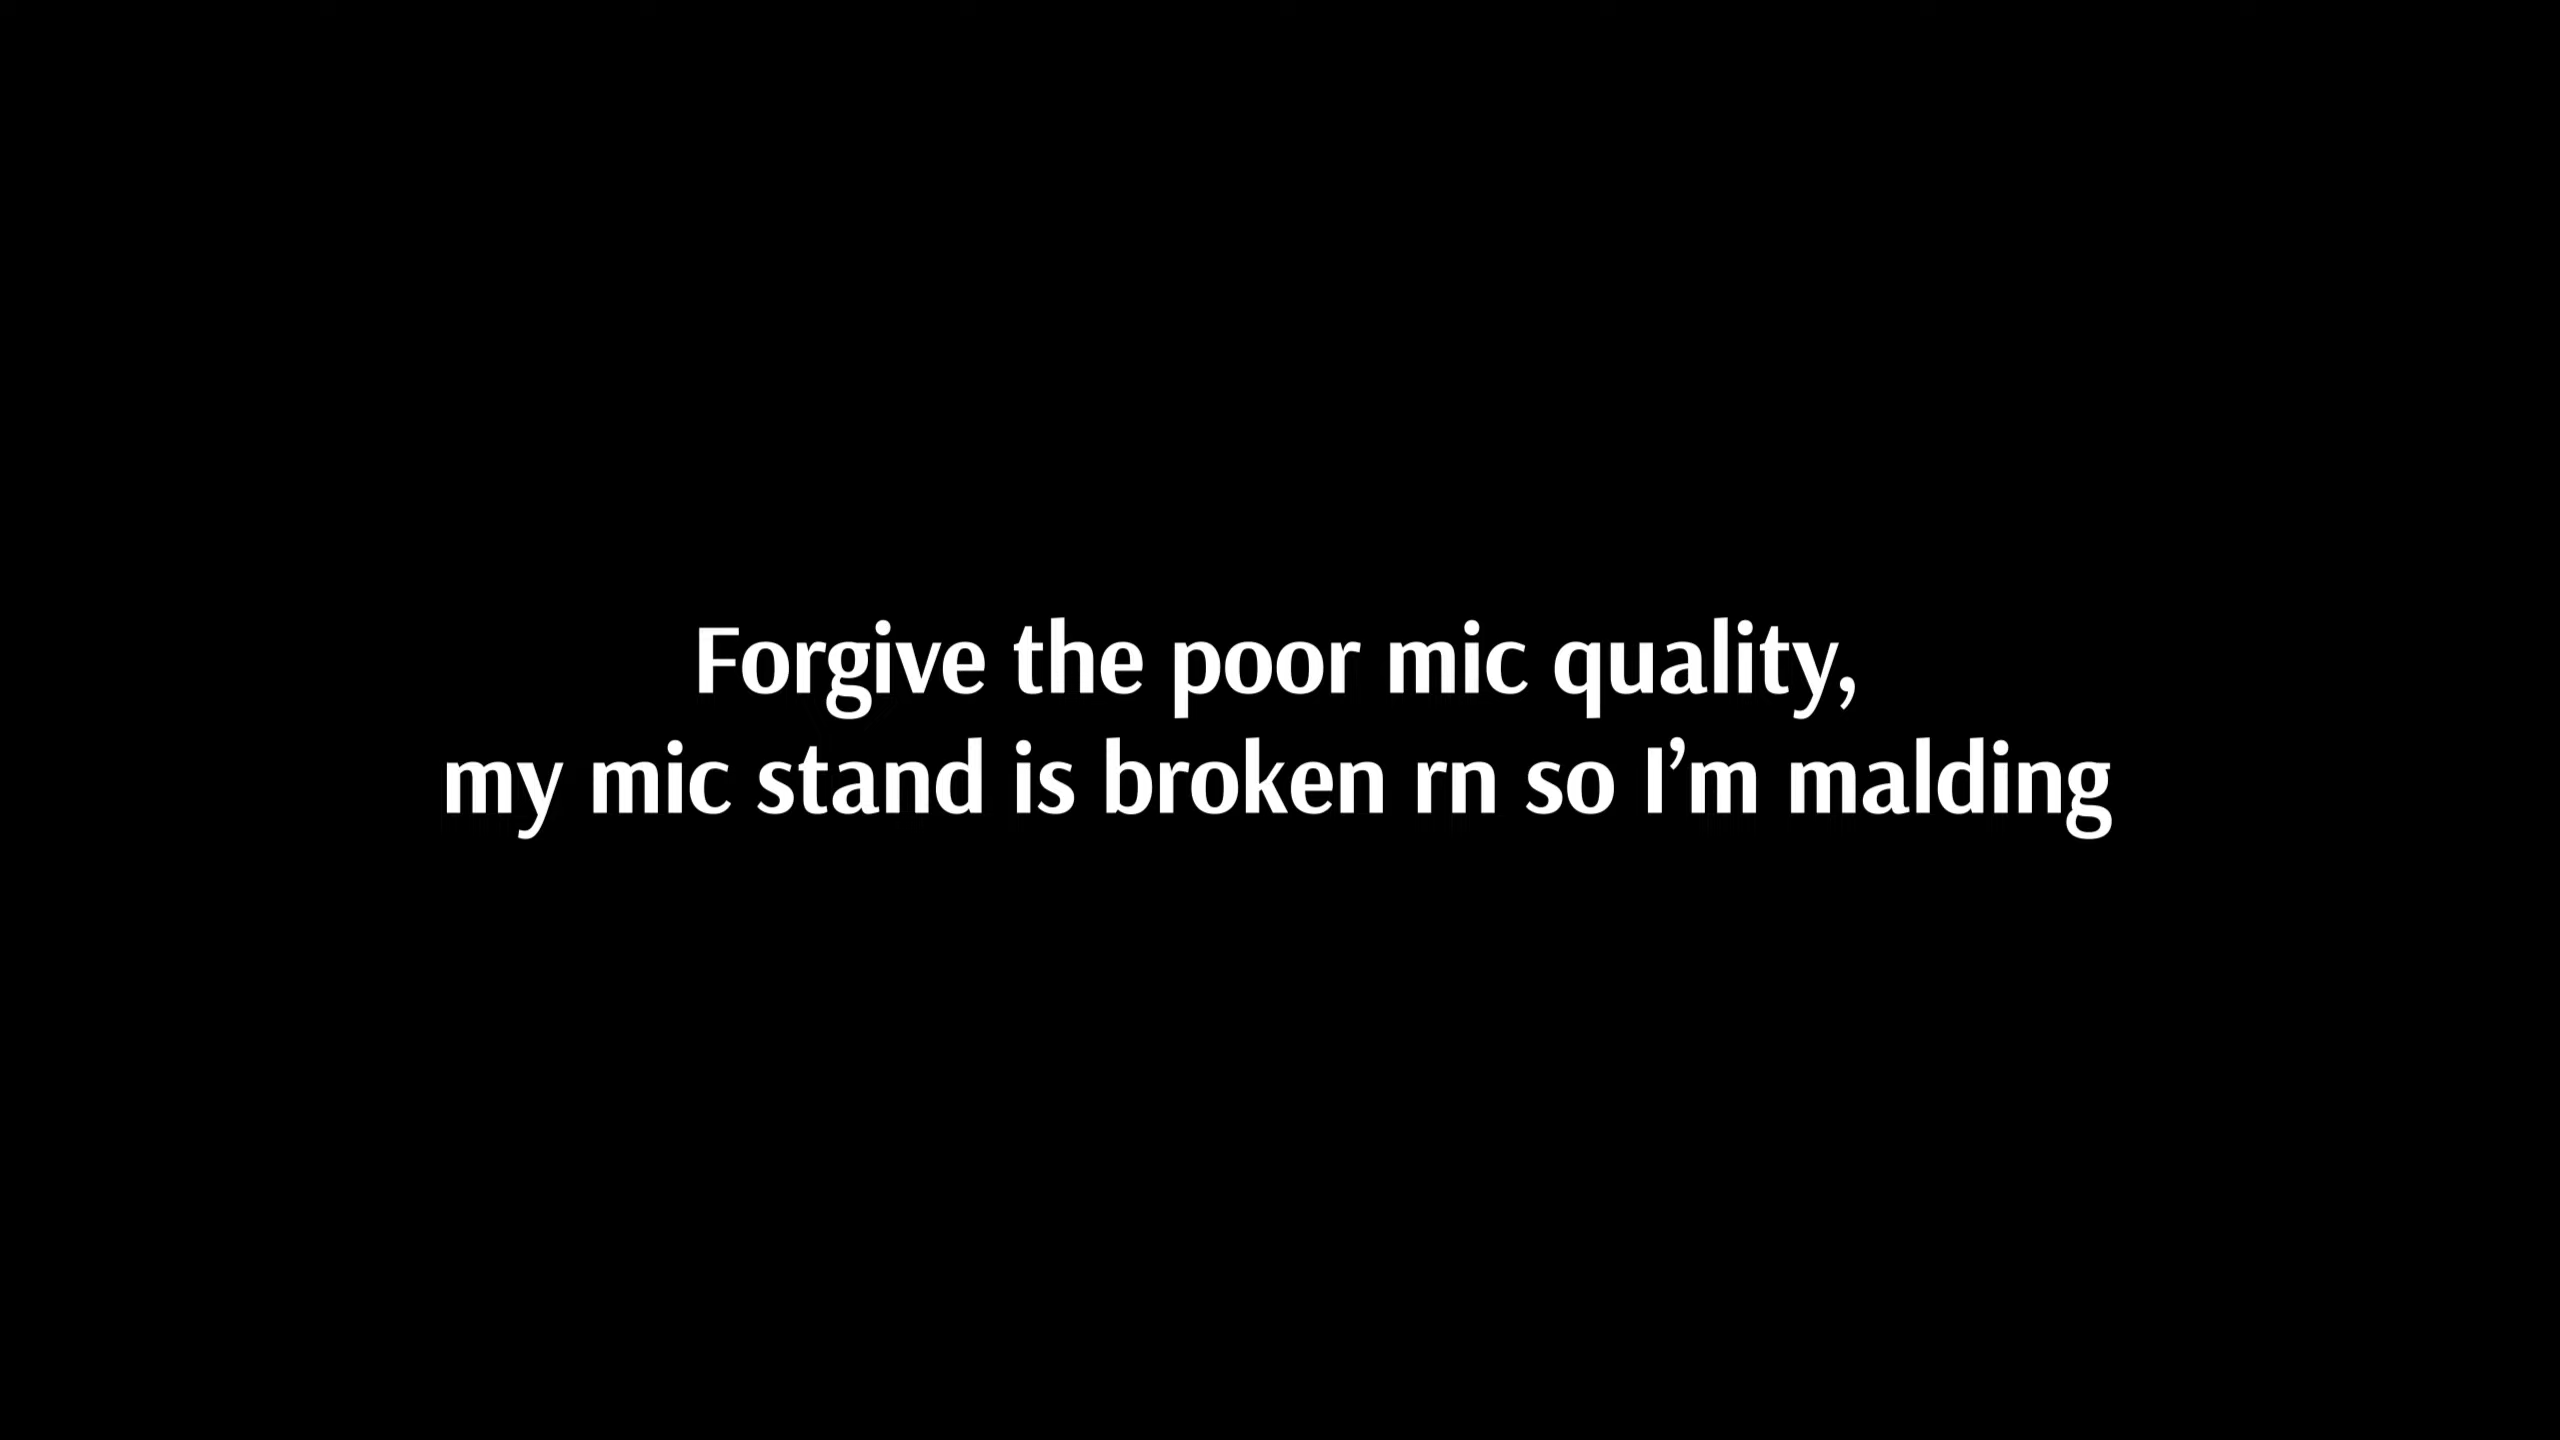 Forgive the poor mic quality,
my mic stand is broken rn so I’m malding